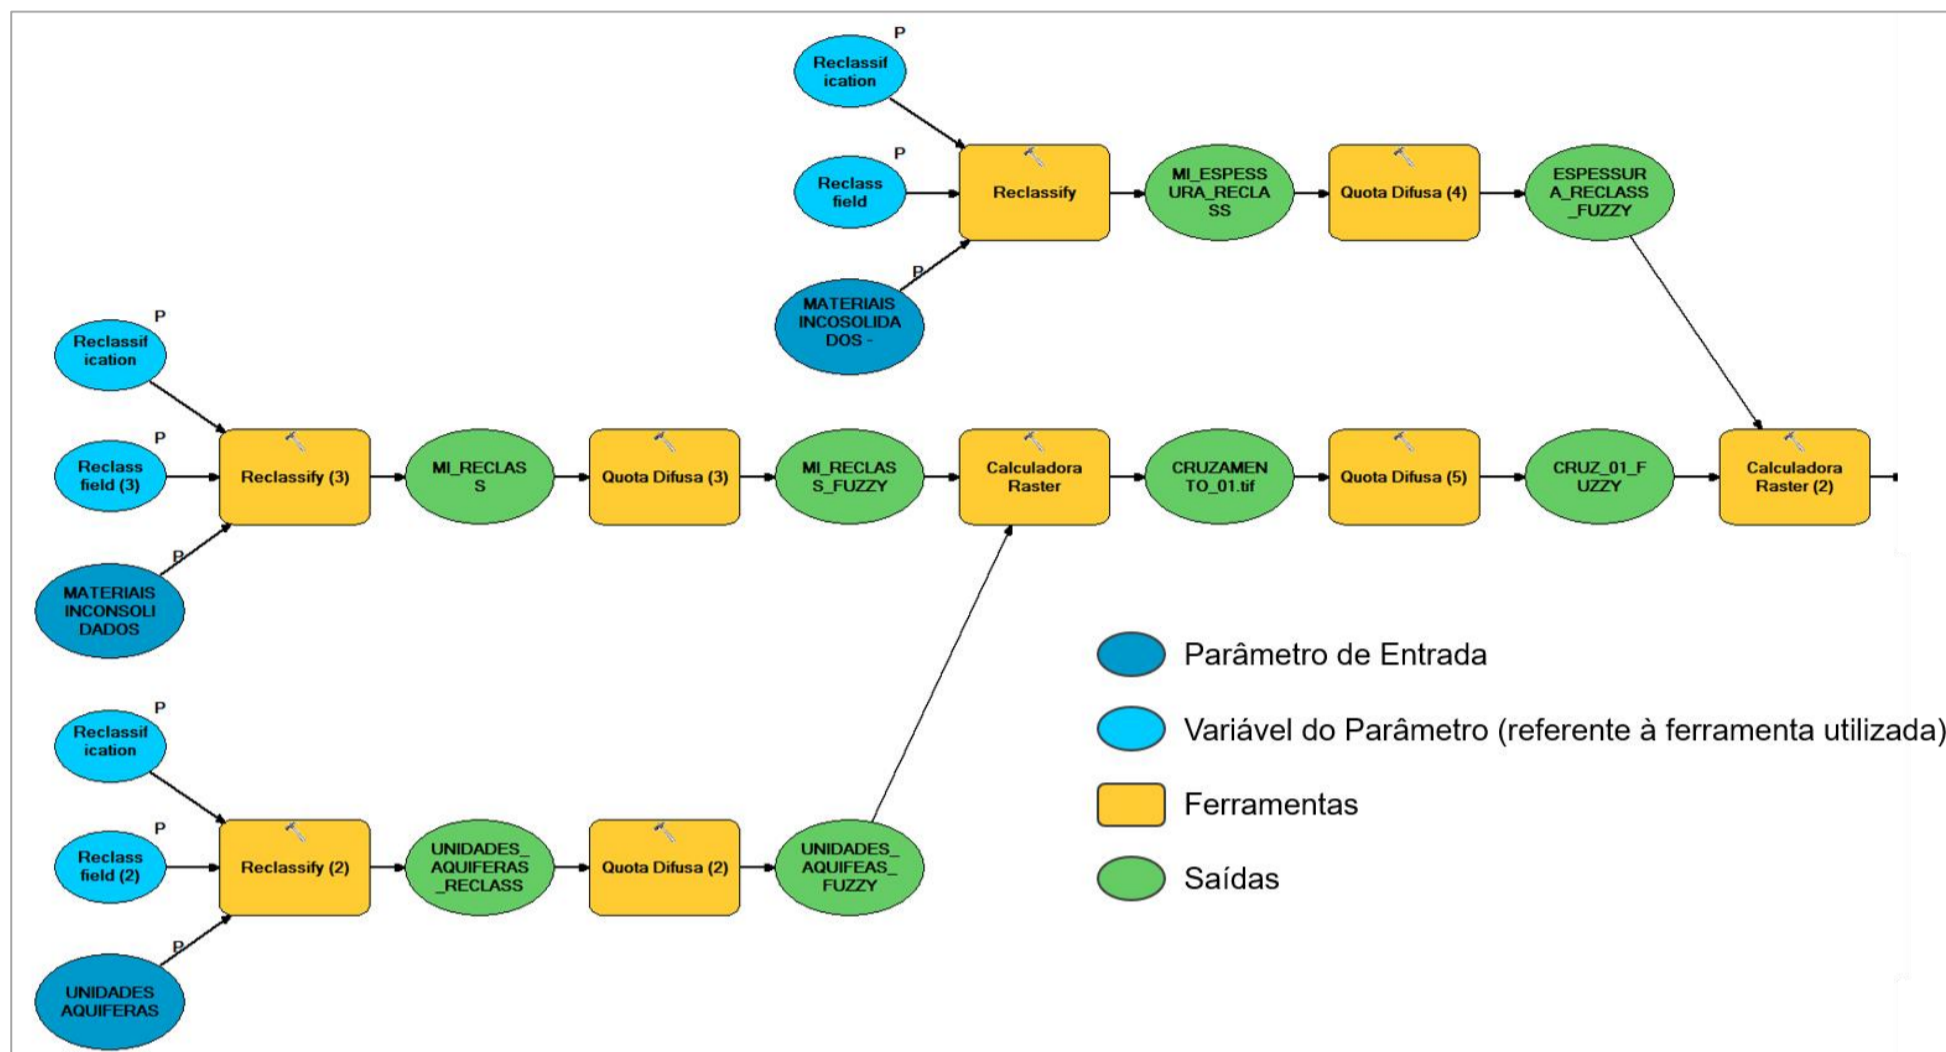 P
Reclassif
ication
P
Reclass
field
P
MATERIAIS
INCOSOLIDA
DOS -
Reclassify
MI_ESPESS
URA_RECLA
SS
Quota Difusa (4)
ESPESSUR
A_RECLASS
_FUZZY
P
Reclassif
ication
P
Reclass
field (3)
P
MATERIAIS
INCONSOLI
DADOS
Reclassify (3)
MI_RECLAS
S
Quota Difusa (3)
MI_RECLAS
S_FUZZY
Calculadora
Raster
CRUZAMEN
TO_01.tif
Quota Difusa (5)
CRUZ_01_F
UZZY
Calculadora
Raster (2)
P
Reclassif
ication
P
Reclass
field (2)
P
UNIDADES
AQUIFERAS
Reclassify (2)
UNIDADES_
AQUIFERAS
_RECLASS
Quota Difusa (2)
UNIDADES_
AQUIFEAS_
FUZZY
Parâmetro de Entrada
Variável do Parâmetro (referente à ferramenta utilizada)
Ferramentas
Saídas